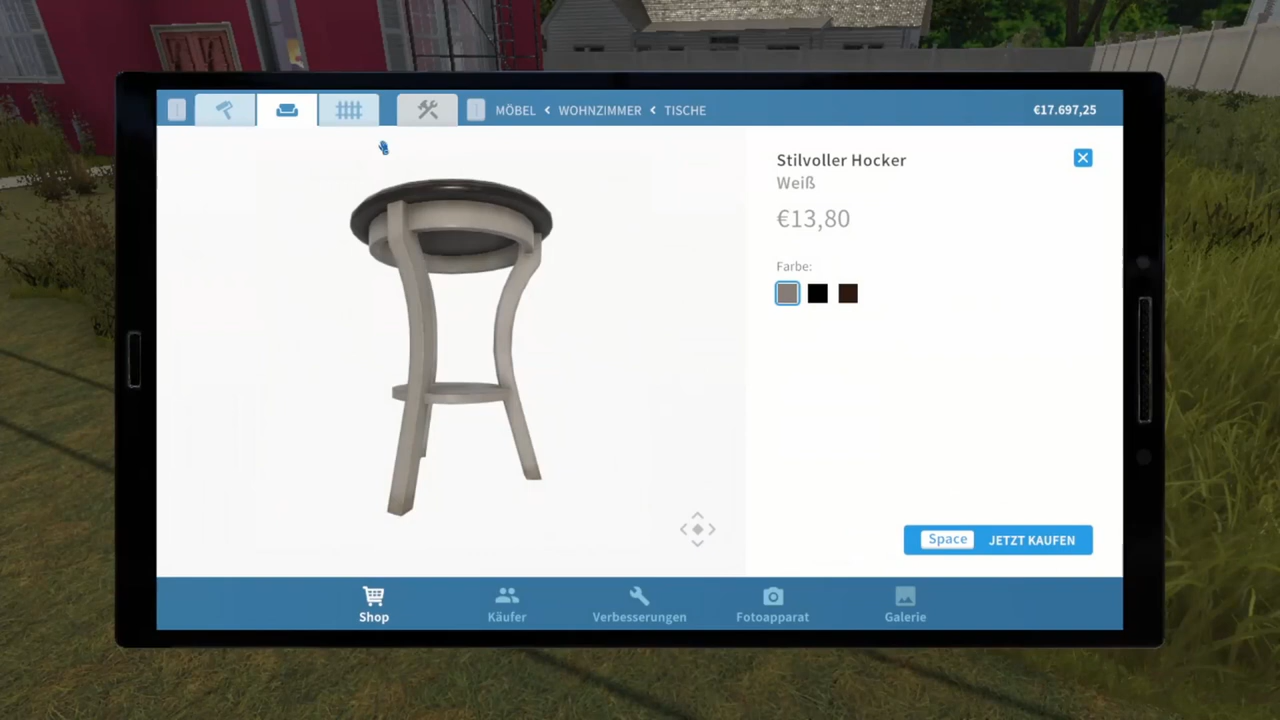 MÖBEL < WOHNZIMMER < TISCHE
€17.697,25
Stilvoller Hocker
Weiß
€13,80
Farbe:
Space JETZT KAUFEN
Shop
Käufer
Verbesserungen
Fotoapparat
Galerie